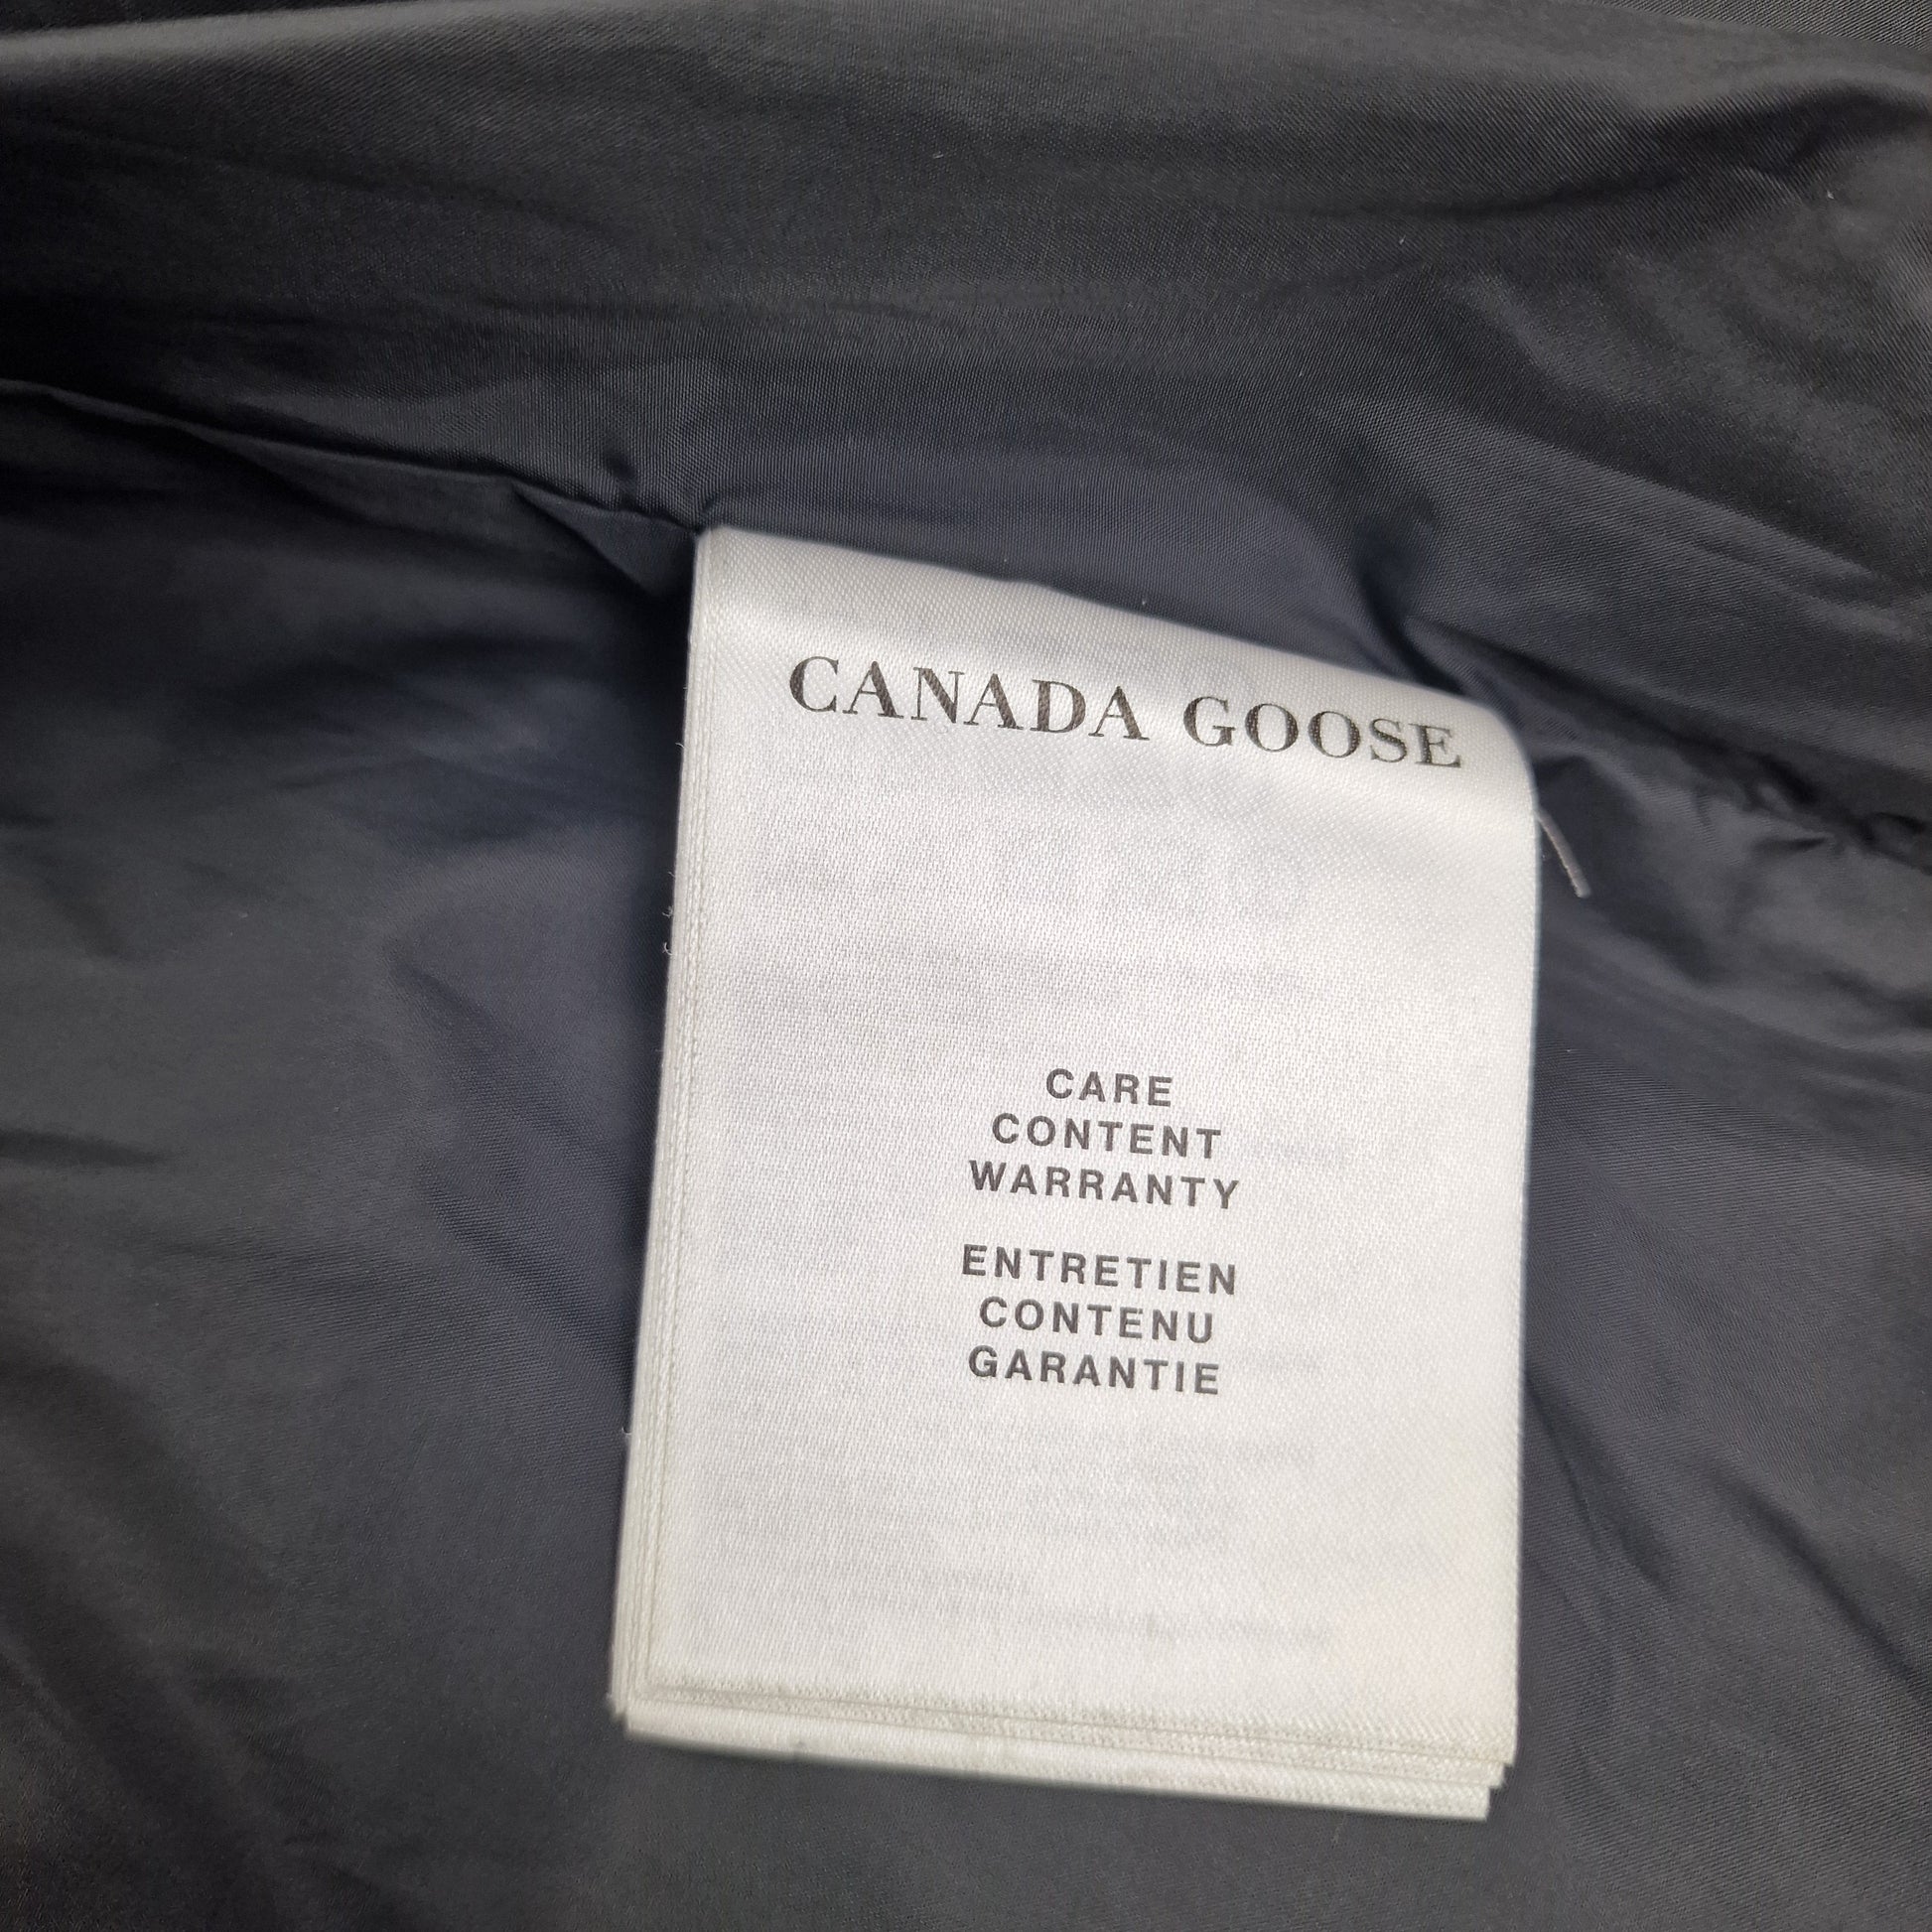 CANADA GOOSE
CARE
CONTENT
WARRANTY
ENTRETIEN
CONTENU
GARANTIE